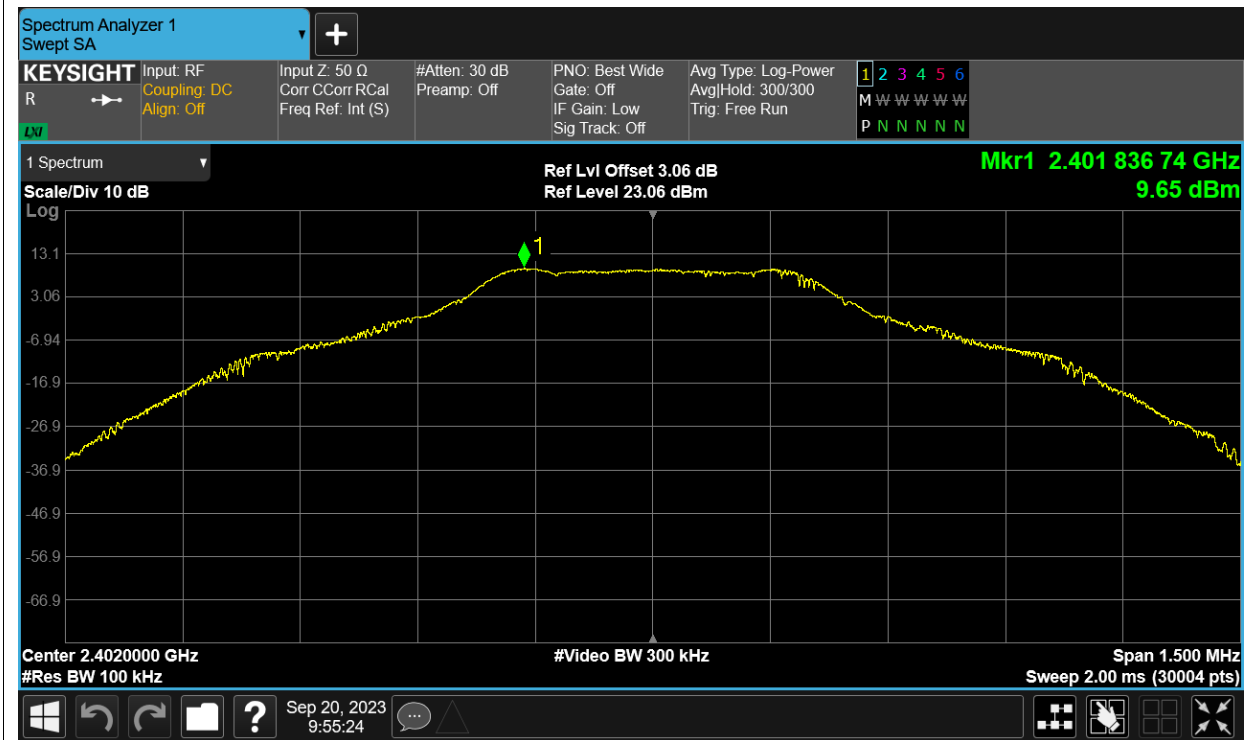 Spectrum Analyzer 1
Swept SA
+
KEYSIGHT
R
LXI
Input: RF
Coupling: DC
Align: Off
Input Z: 50 Ω
Corr CCorr RCal
Freq Ref: Int (S)
#Atten: 30 dB
Preamp: Off
PNO: Best Wide
Gate: Off
IF Gain: Low
Sig Track: Off
Avg Type: Log-Power
Avg|Hold: 300/300
Trig: Free Run
1 2 3 4 5 6
M W W W W W
P N N N N N
1 Spectrum
Scale/Div 10 dB
Log
Ref Lvl Offset 3.06 dB
Ref Level 23.06 dBm
Mkr1 2.401 836 74 GHz
9.65 dBm
1
13.1
3.06
-6.94
-16.9
-26.9
-36.9
-46.9
-56.9
-66.9
Center 2.4020000 GHz
#Res BW 100 kHz
#Video BW 300 kHz
Span 1.500 MHz
Sweep 2.00 ms (30004 pts)
?
Sep 20, 2023
9:55:24